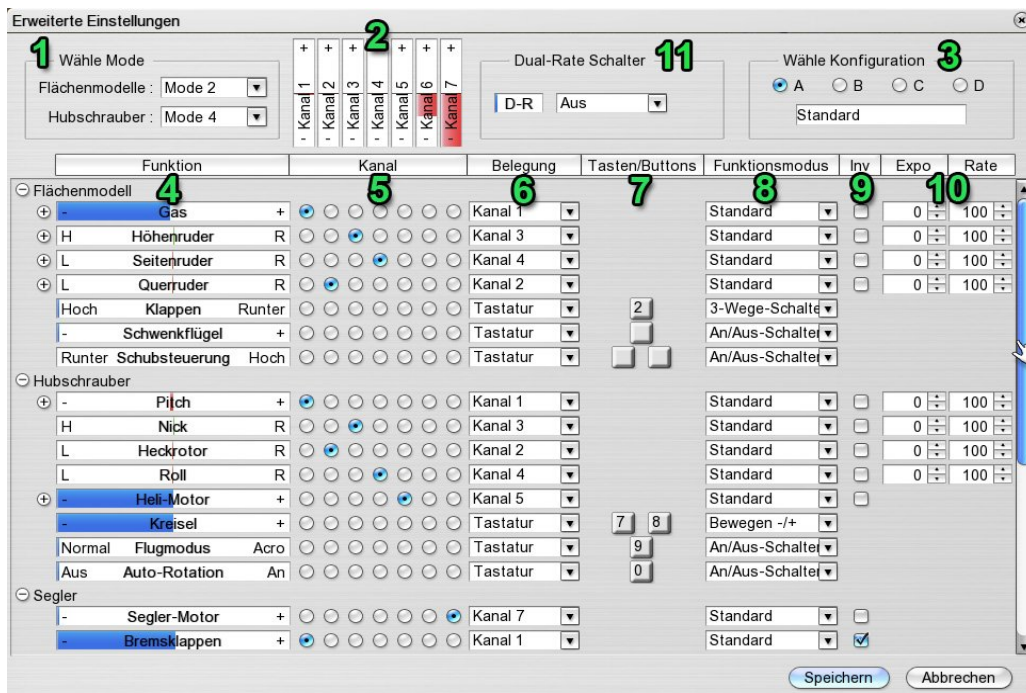 Erweiterte Einstellungen
1
2
11
3
Wähle Mode
Flächenmodelle : Mode 2
Hubschrauber : Mode 4
+ + + + + + +
- Kanal 1
- Kanal 2
- Kanal 3
- Kanal 4
- Kanal 5
- Kanal 6
- Kanal 7
Dual-Rate Schalter
D-R Aus
Wähle Konfiguration
A B C D
Standard
Funktion Kanal Belegung Tasten/Buttons Funktionsmodus Inv Expo Rate
4 5 6 7 8 9 10
Flächenmodell
- Gas + Kanal 1 Standard 0 100
H Höhenruder R Kanal 3 Standard 0 100
L Seitenruder R Kanal 4 Standard 0 100
L Querruder R Kanal 2 Standard 0 100
Hoch Klappen Runter Tastatur 2 3-Wege-Schalte
- Schwenkflügel + Tastatur An/Aus-Schalter
Runter Schubsteuerung Hoch Tastatur An/Aus-Schalter
Hubschrauber
- Pitch + Kanal 1 Standard 0 100
H Nick R Kanal 3 Standard 0 100
L Heckrotor R Kanal 2 Standard 0 100
L Roll R Kanal 4 Standard 0 100
- Heli-Motor + Kanal 5 Standard
- Kreisel + Tastatur 7 8 Bewegen -/+
Normal Flugmodus Acro Tastatur 9 An/Aus-Schalter
Aus Auto-Rotation An Tastatur 0 An/Aus-Schalter
Segler
- Segler-Motor + Kanal 7 Standard
- Bremsklappen + Kanal 1 Standard
Speichern Abbrechen